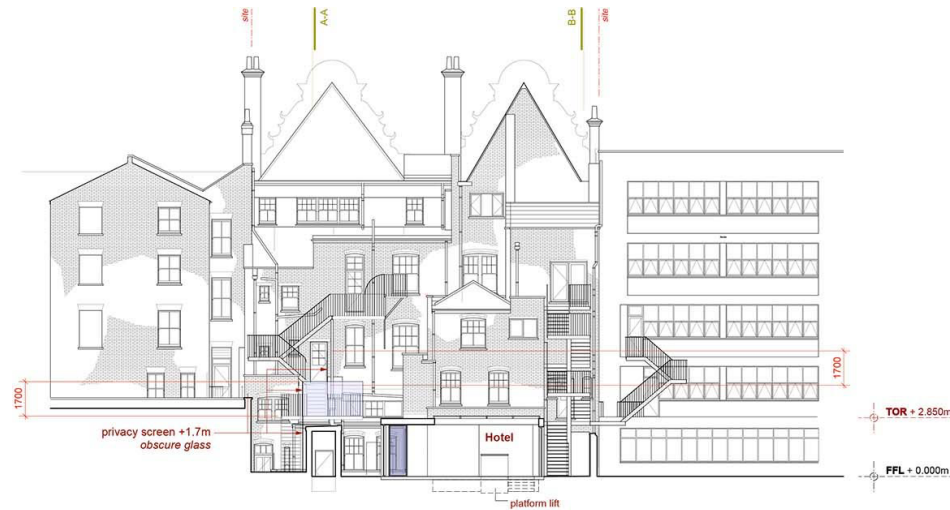 site
A-A
B-B
site
1700
1700
privacy screen +1.7m
obscure glass
Hotel
TOR + 2.850m
FFL + 0.000m
platform lift